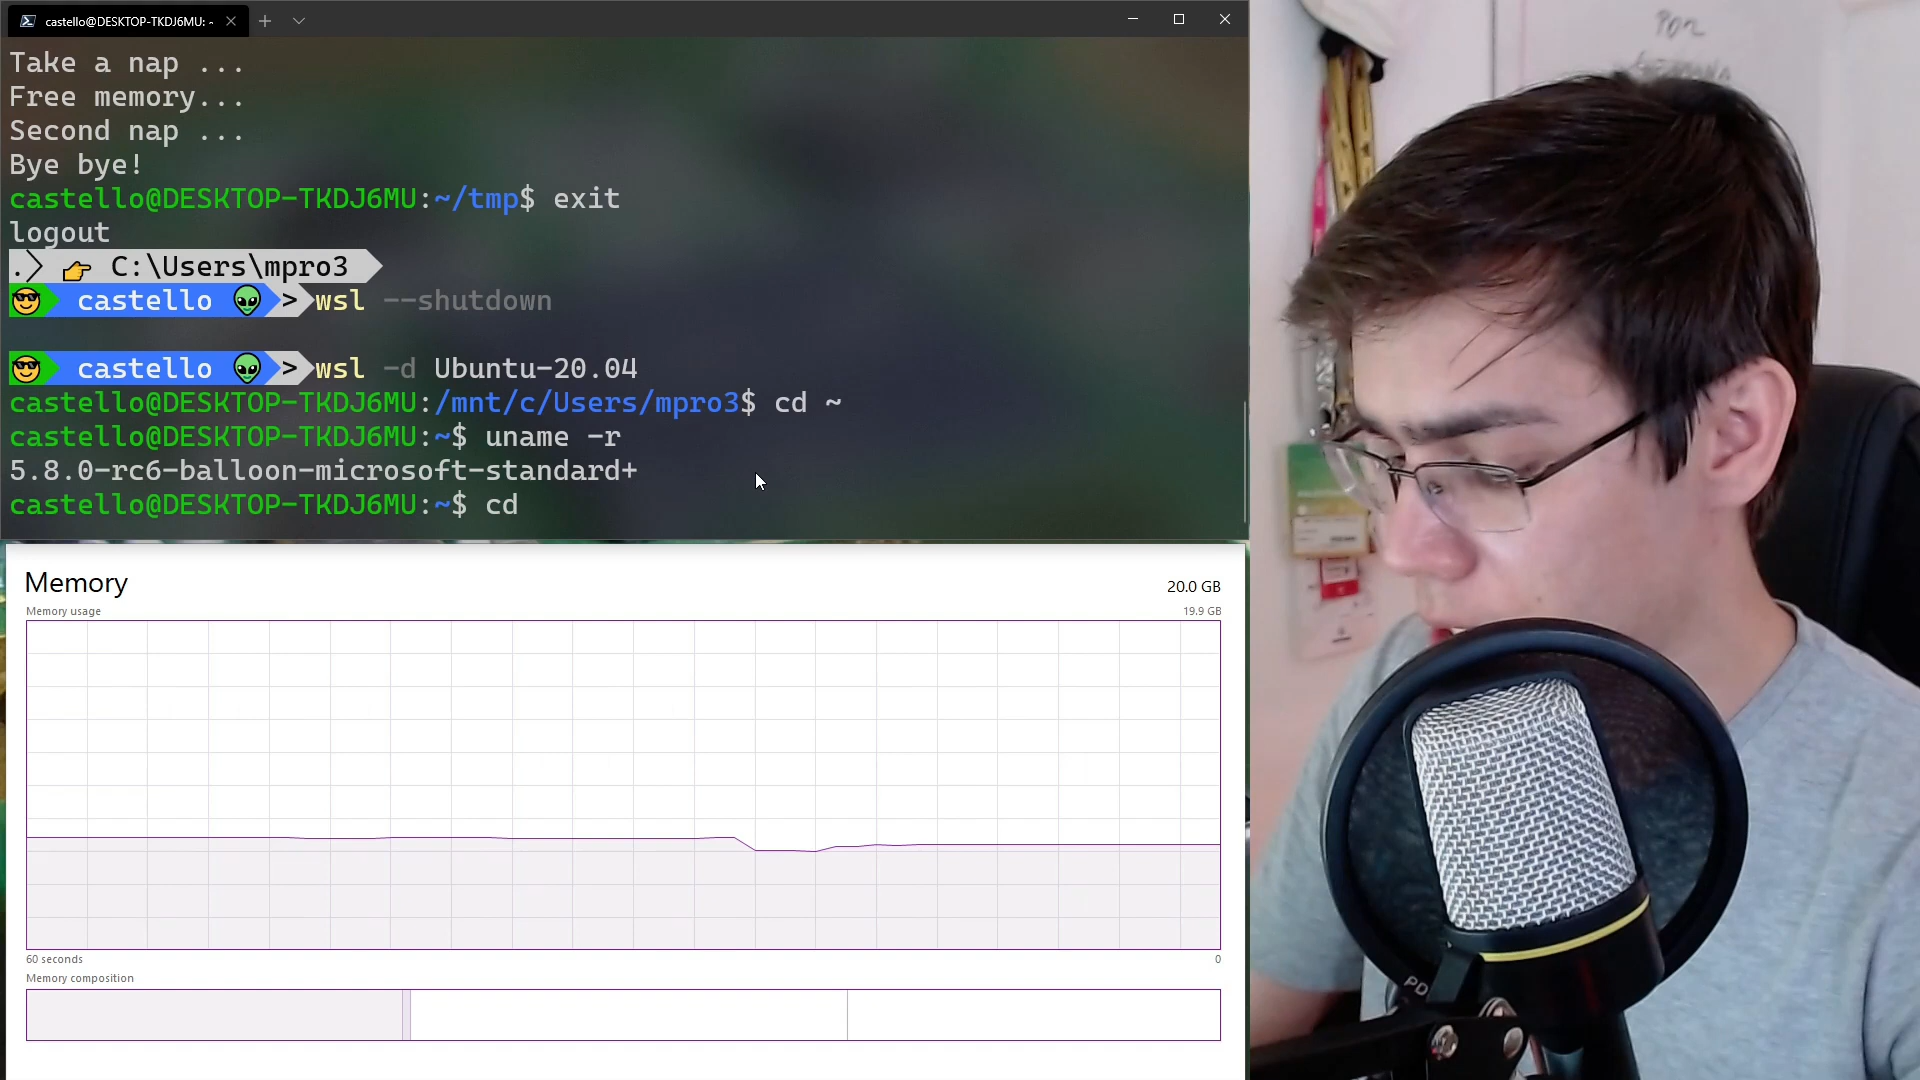 castello@DESKTOP-TKDJ6MU: ~
Take a nap ...
Free memory...
Second nap ...
Bye bye!
castello@DESKTOP-TKDJ6MU:~/tmp$ exit
logout
.> 👉 C:\Users\mpro3
😎 castello 👽 > wsl --shutdown
😎 castello 👽 > wsl -d Ubuntu-20.04
castello@DESKTOP-TKDJ6MU:/mnt/c/Users/mpro3$ cd ~
castello@DESKTOP-TKDJ6MU:~$ uname -r
5.8.0-rc6-balloon-microsoft-standard+
castello@DESKTOP-TKDJ6MU:~$ cd
Memory
20.0 GB
Memory usage
19.9 GB
60 seconds
0
Memory composition
POR
PD